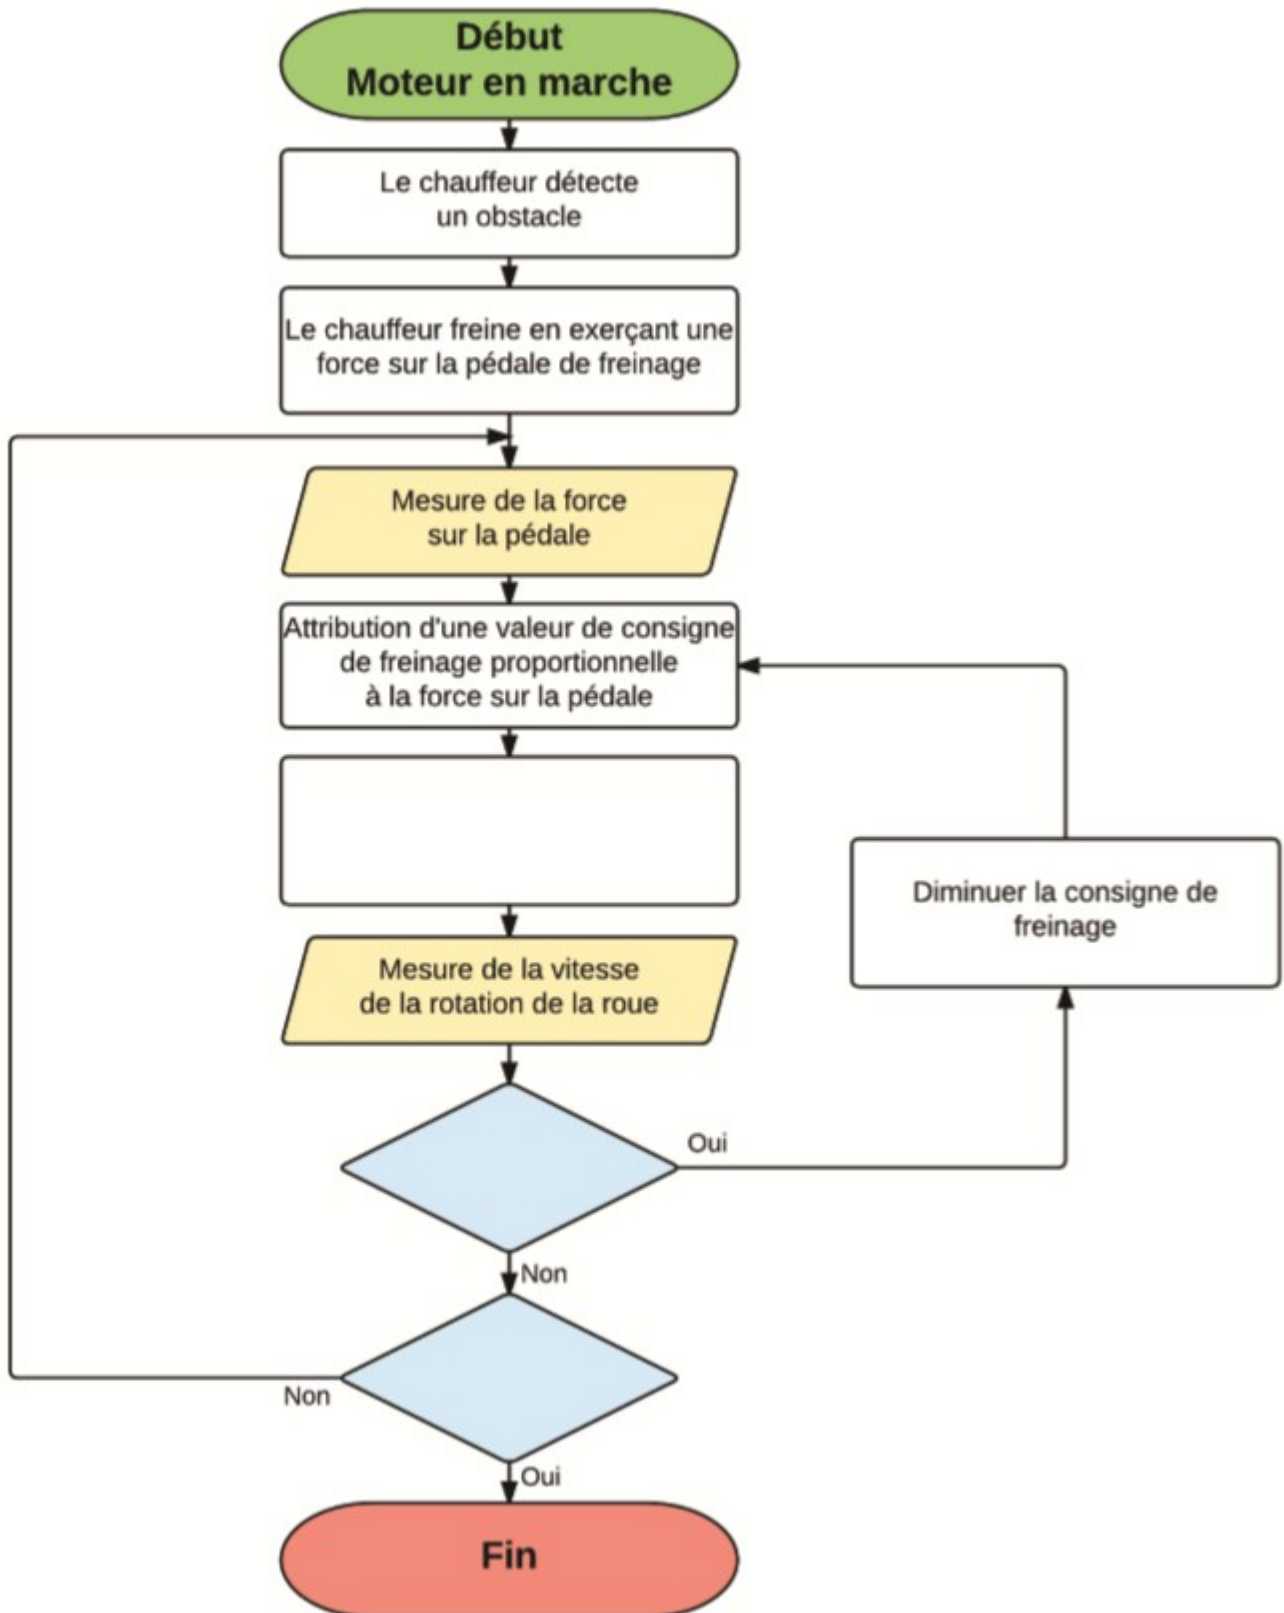 Début
Moteur en marche
Le chauffeur détecte
un obstacle
Le chauffeur freine en exerçant une
force sur la pédale de freinage
Mesure de la force
sur la pédale
Attribution d'une valeur de consigne
de freinage proportionnelle
à la force sur la pédale
Diminuer la consigne de
freinage
Mesure de la vitesse
de la rotation de la roue
Oui
Non
Non
Oui
Fin